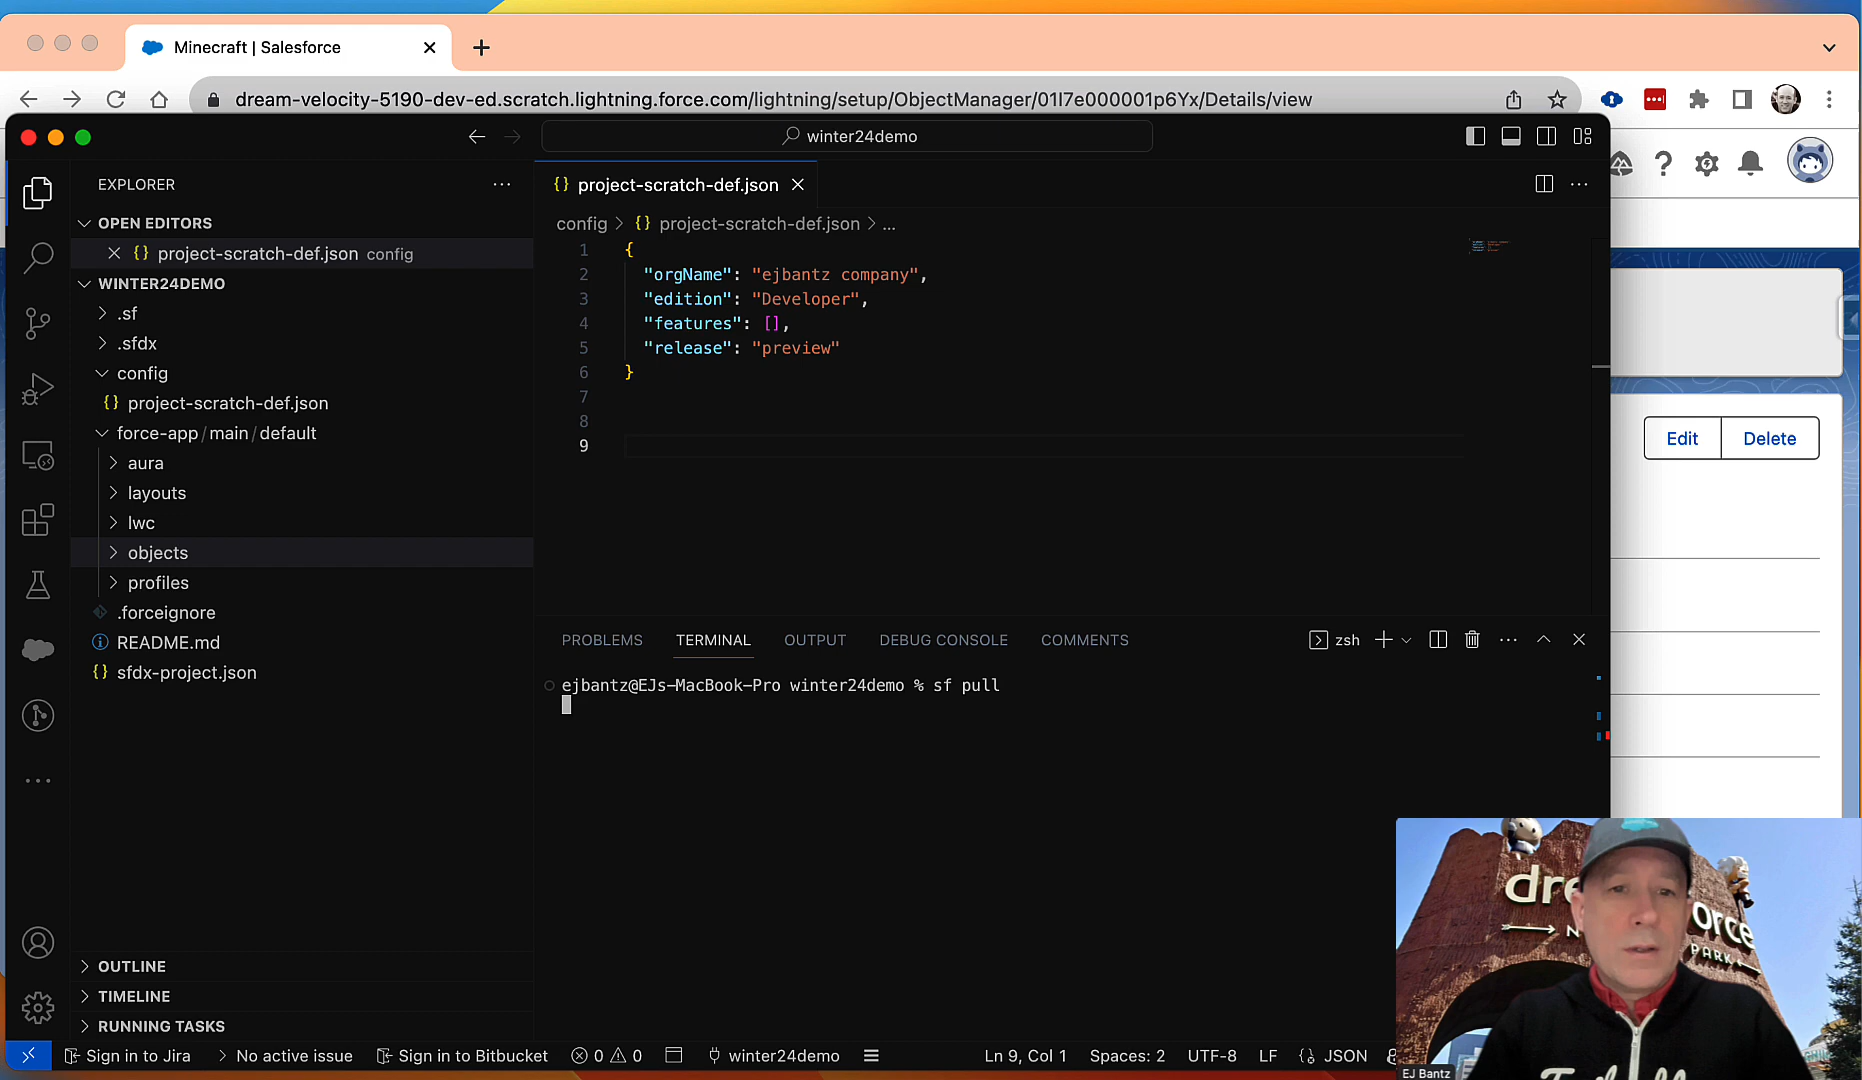 Minecraft | Salesforce
dream-velocity-5190-dev-ed.scratch.lightning.force.com/lightning/setup/ObjectManager/01I7e000001p6Yx/Details/view
winter24demo
EXPLORER
OPEN EDITORS
{} project-scratch-def.json config
WINTER24DEMO
.sf
.sfdx
config
{} project-scratch-def.json
force-app/main/default
aura
layouts
lwc
objects
profiles
.forceignore
README.md
{} sfdx-project.json
OUTLINE
TIMELINE
RUNNING TASKS
{} project-scratch-def.json
config > {} project-scratch-def.json > ...
1 {
2 "orgName": "ejbantz company",
3 "edition": "Developer",
4 "features": [],
5 "release": "preview"
6 }
7
8
9
PROBLEMS TERMINAL OUTPUT DEBUG CONSOLE COMMENTS
zsh
ejbantz@EJs-MacBook-Pro winter24demo % sf pull
Edit Delete
Sign in to Jira No active issue Sign in to Bitbucket 0 0 winter24demo Ln 9, Col 1 Spaces: 2 UTF-8 LF JSON
PARK
EJ Bantz